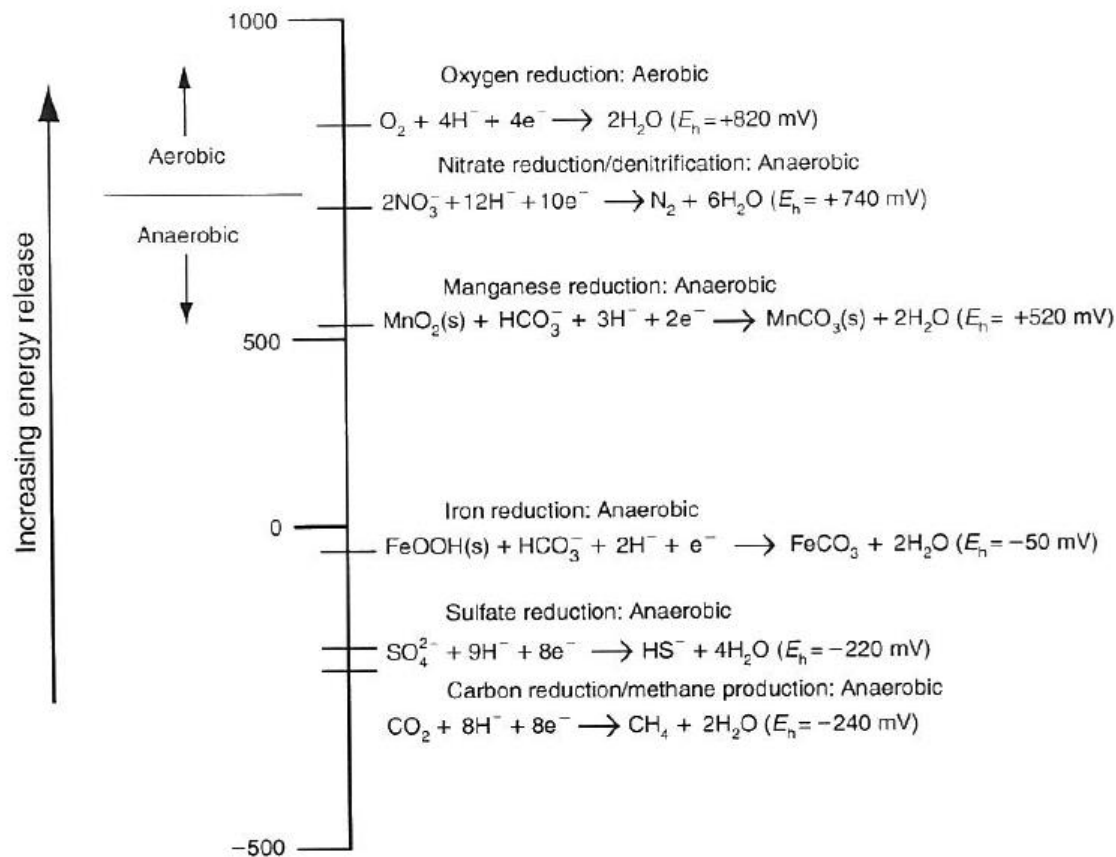 1000
Oxygen reduction: Aerobic
O₂ + 4H⁻ + 4e⁻ ⟶ 2H₂O (Eₕ = +820 mV)
Aerobic
Nitrate reduction/denitrification: Anaerobic
2NO₃⁻ + 12H⁻ + 10e⁻ ⟶ N₂ + 6H₂O (Eₕ = +740 mV)
Anaerobic
Manganese reduction: Anaerobic
MnO₂(s) + HCO₃⁻ + 3H⁻ + 2e⁻ ⟶ MnCO₃(s) + 2H₂O (Eₕ = +520 mV)
500
Increasing energy release
Iron reduction: Anaerobic
0
FeOOH(s) + HCO₃⁻ + 2H⁻ + e⁻ ⟶ FeCO₃ + 2H₂O (Eₕ = −50 mV)
Sulfate reduction: Anaerobic
SO₄²⁻ + 9H⁻ + 8e⁻ ⟶ HS⁻ + 4H₂O (Eₕ = −220 mV)
Carbon reduction/methane production: Anaerobic
CO₂ + 8H⁻ + 8e⁻ ⟶ CH₄ + 2H₂O (Eₕ = −240 mV)
−500